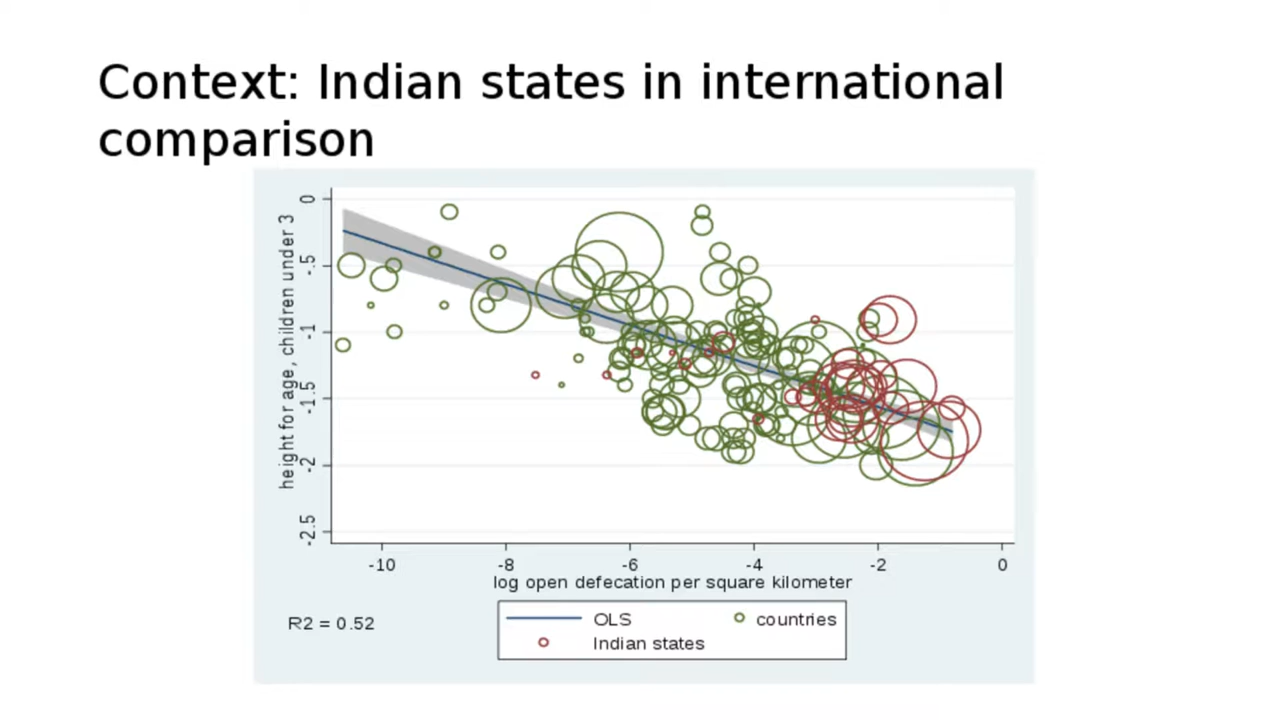 Context: Indian states in international
comparison
height for age, children under 3
0
-.5
-1
-1.5
-2
-2.5
-10
-8
-6
-4
-2
0
log open defecation per square kilometer
R2 = 0.52
OLS
countries
Indian states